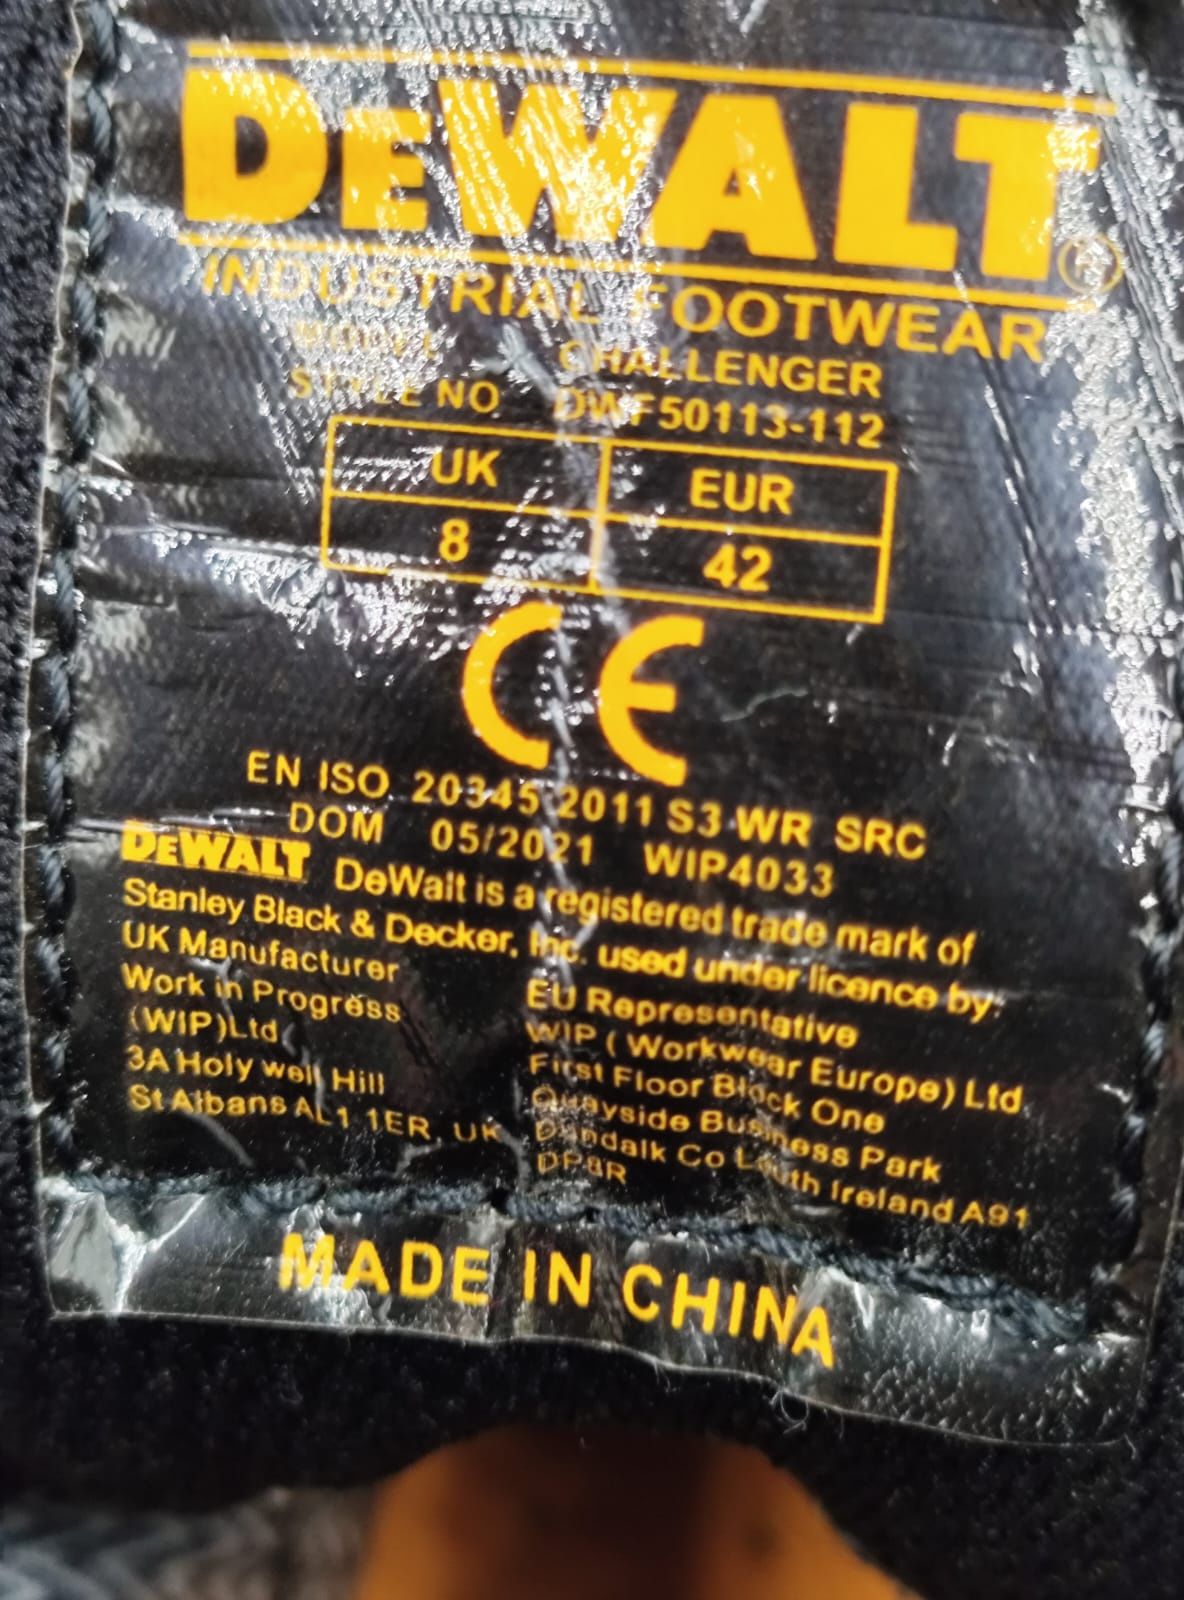 DEWALT
INDUSTRIAL FOOTWEAR
MODEL CHALLENGER
STYLE NO DWF50113-112
UK EUR
8 42
CE
EN ISO 20345 2011 S3 WR SRC
DOM 05/2021 WIP4033
DEWALT DeWalt is a registered trade mark of
Stanley Black & Decker, Inc. used under licence by:
UK Manufacturer
Work in Progress
(WIP)Ltd
3A Holy well Hill
St Albans AL1 1ER, UK
EU Representative
WIP ( Workwear Europe) Ltd.
First Floor Block One
Quayside Business Park
Dundalk Co Louth Ireland A91
MADE IN CHINA